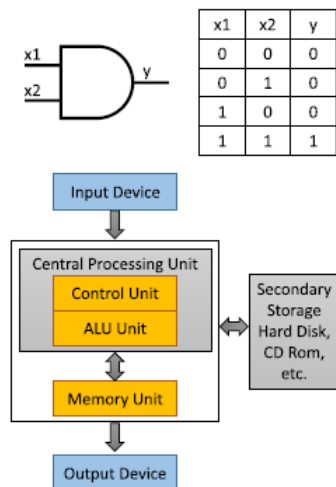 x1
x2
y
x1 x2 y
0 0 0
0 1 0
1 0 0
1 1 1
Input Device
Central Processing Unit
Control Unit
ALU Unit
Memory Unit
Output Device
Secondary
Storage
Hard Disk,
CD Rom,
etc.